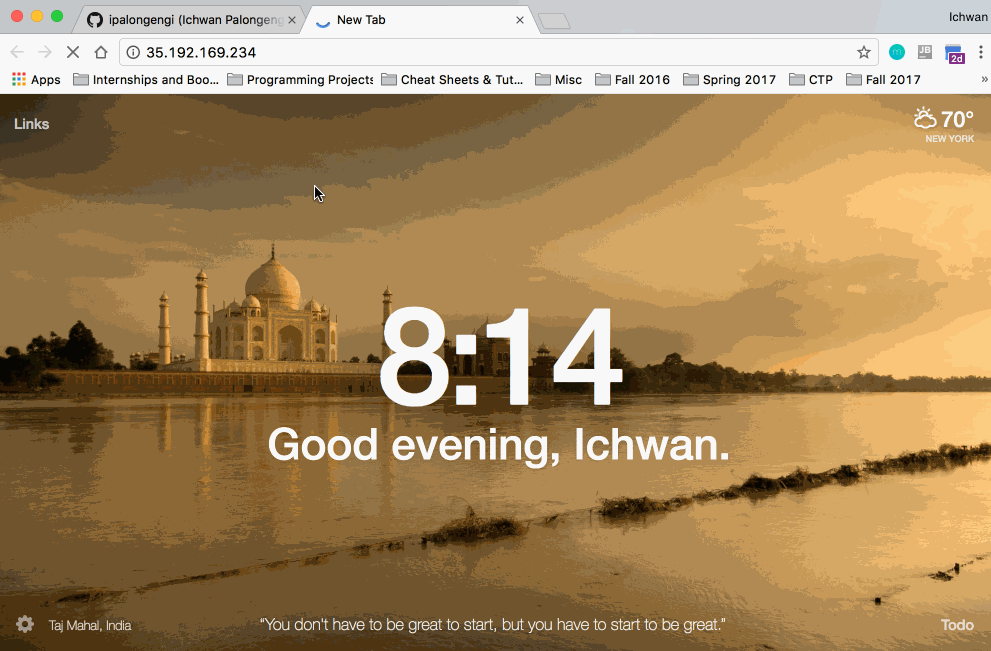 ipalongengi (Ichwan Palongeng
New Tab
Ichwan
35.192.169.234
m
JB
2d
Apps
Internships and Boo...
Programming Projects
Cheat Sheets & Tut...
Misc
Fall 2016
Spring 2017
CTP
Fall 2017
»
Links
70°
NEW YORK
8:14
Good evening, Ichwan.
Taj Mahal, India
“You don't have to be great to start, but you have to start to be great.”
Todo